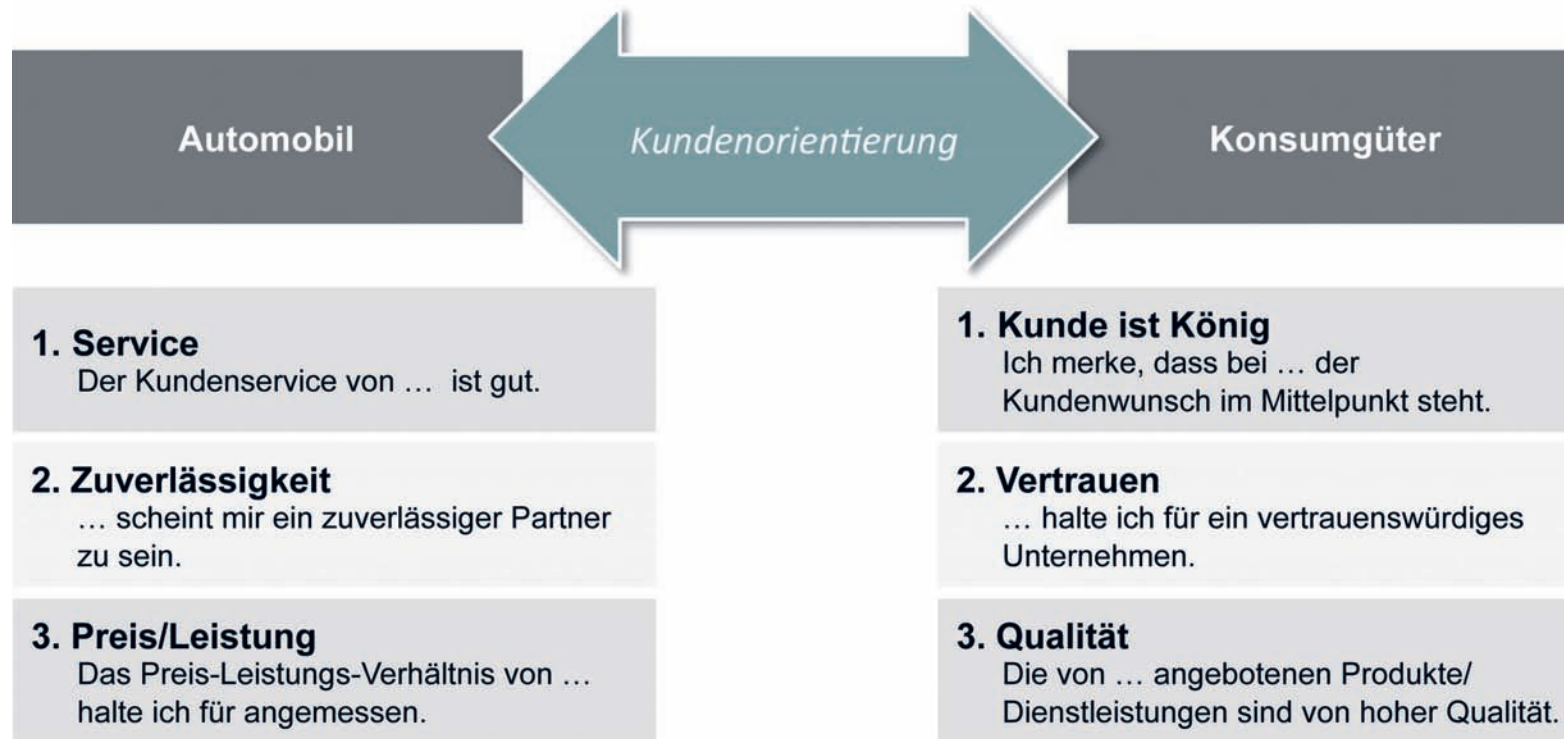 Automobil
Kundenorientierung
Konsumgüter
1. Service
Der Kundenservice von … ist gut.
2. Zuverlässigkeit
… scheint mir ein zuverlässiger Partner
zu sein.
3. Preis/Leistung
Das Preis-Leistungs-Verhältnis von …
halte ich für angemessen.
1. Kunde ist König
Ich merke, dass bei … der
Kundenwunsch im Mittelpunkt steht.
2. Vertrauen
… halte ich für ein vertrauenswürdiges
Unternehmen.
3. Qualität
Die von … angebotenen Produkte/
Dienstleistungen sind von hoher Qualität.